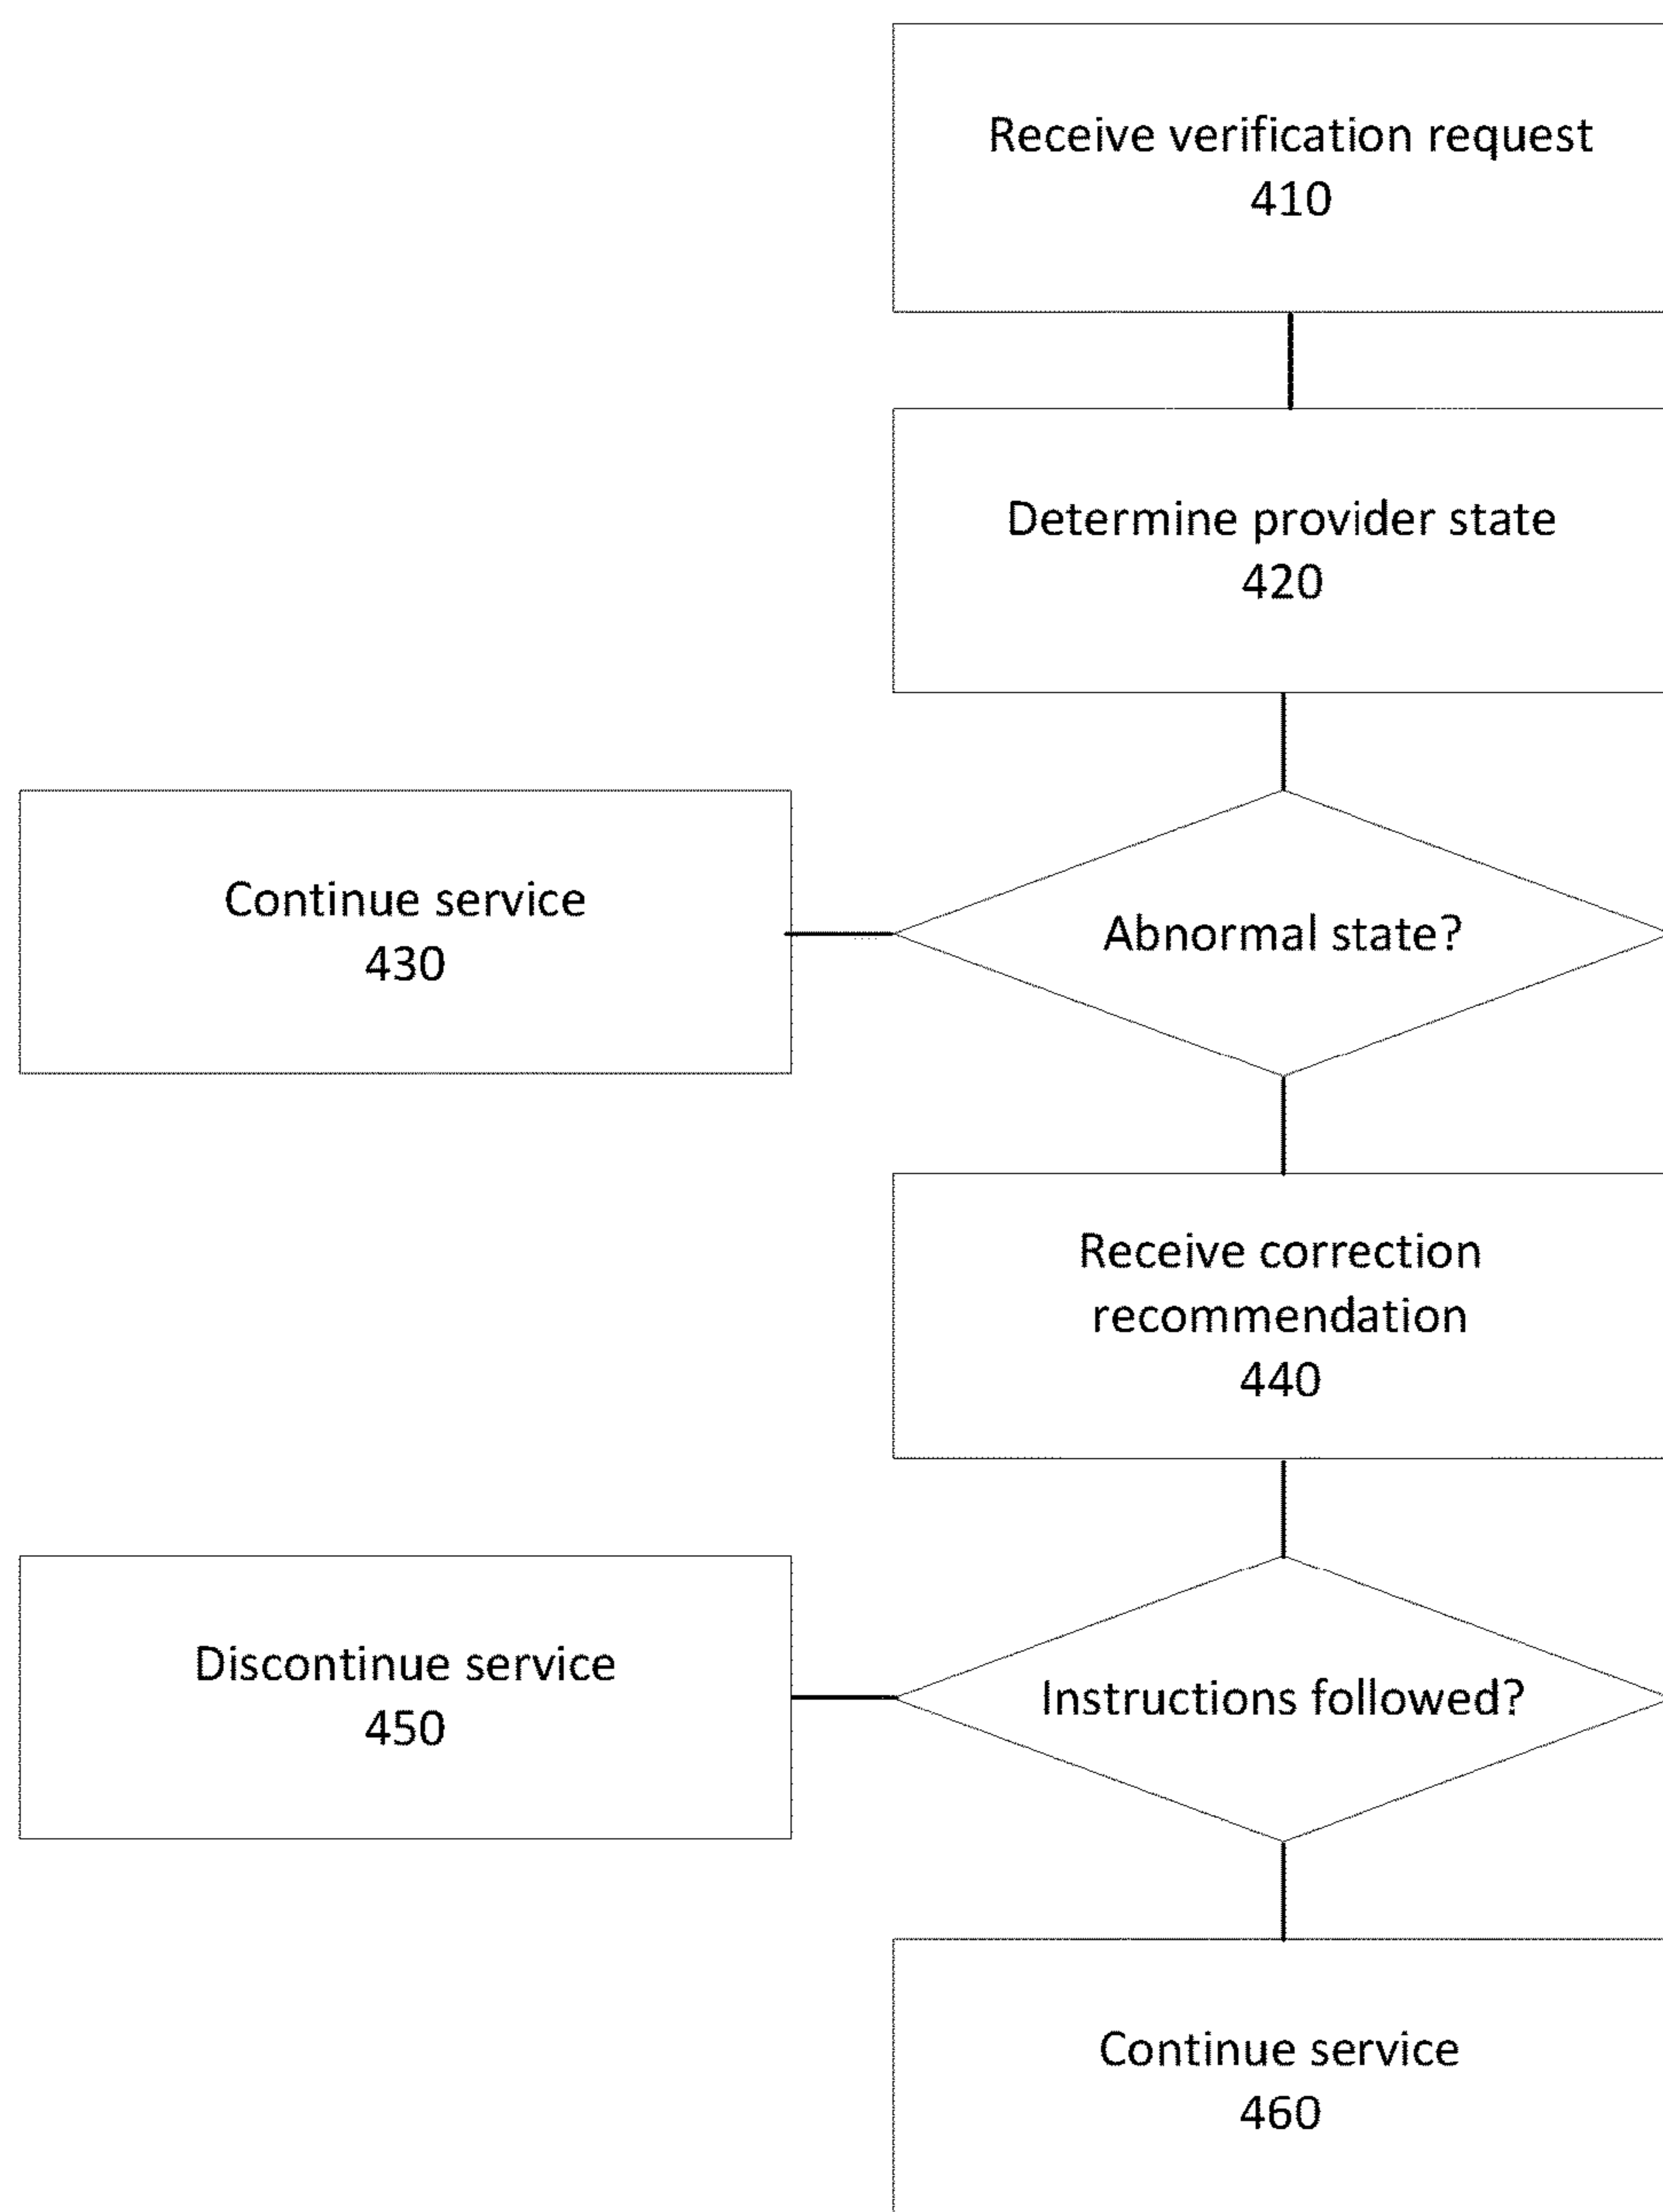 Receive verification request
410
Determine provider state
420
Continue service
430
Abnormal state?
Receive correction
recommendation
440
Discontinue service
450
Instructions followed?
Continue service
460